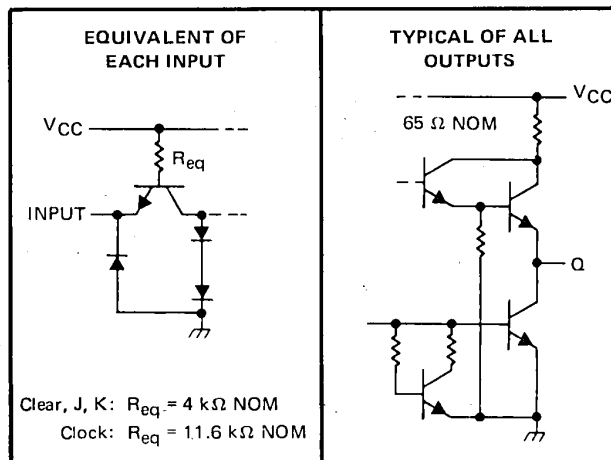 EQUIVALENT OF
EACH INPUT
VCC
Req
INPUT
Clear, J, K: Req = 4 kΩ NOM
Clock: Req = 11.6 kΩ NOM
TYPICAL OF ALL
OUTPUTS
VCC
65 Ω NOM
Q